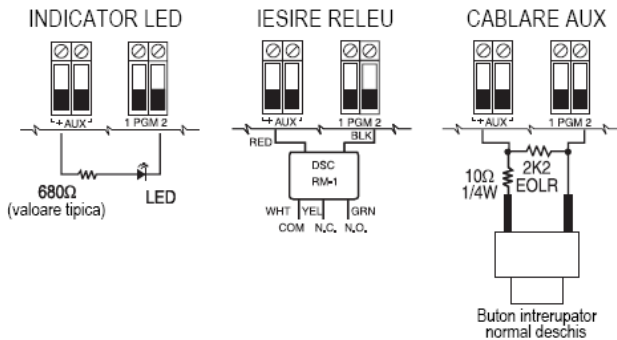 INDICATOR LED
+ AUX -
1 PGM 2
680Ω
(valoare tipica)
LED
IESIRE RELEU
+ AUX -
1 PGM 2
RED
BLK
DSC
RM-1
WHT YEL GRN
COM N.C. N.O.
CABLARE AUX
+ AUX -
1 PGM 2
10Ω
1/4W
2K2
EOLR
Buton intrerupator
normal deschis